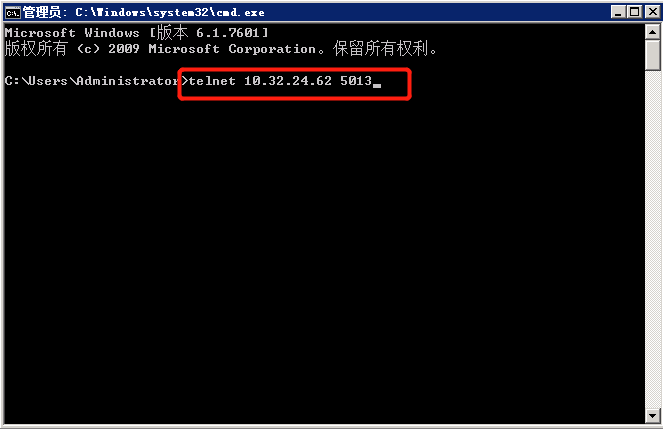 管理员: C:\Windows\system32\cmd.exe
Microsoft Windows [版本 6.1.7601]
版权所有 (c) 2009 Microsoft Corporation。保留所有权利。
C:\Users\Administrator>telnet 10.32.24.62 5013